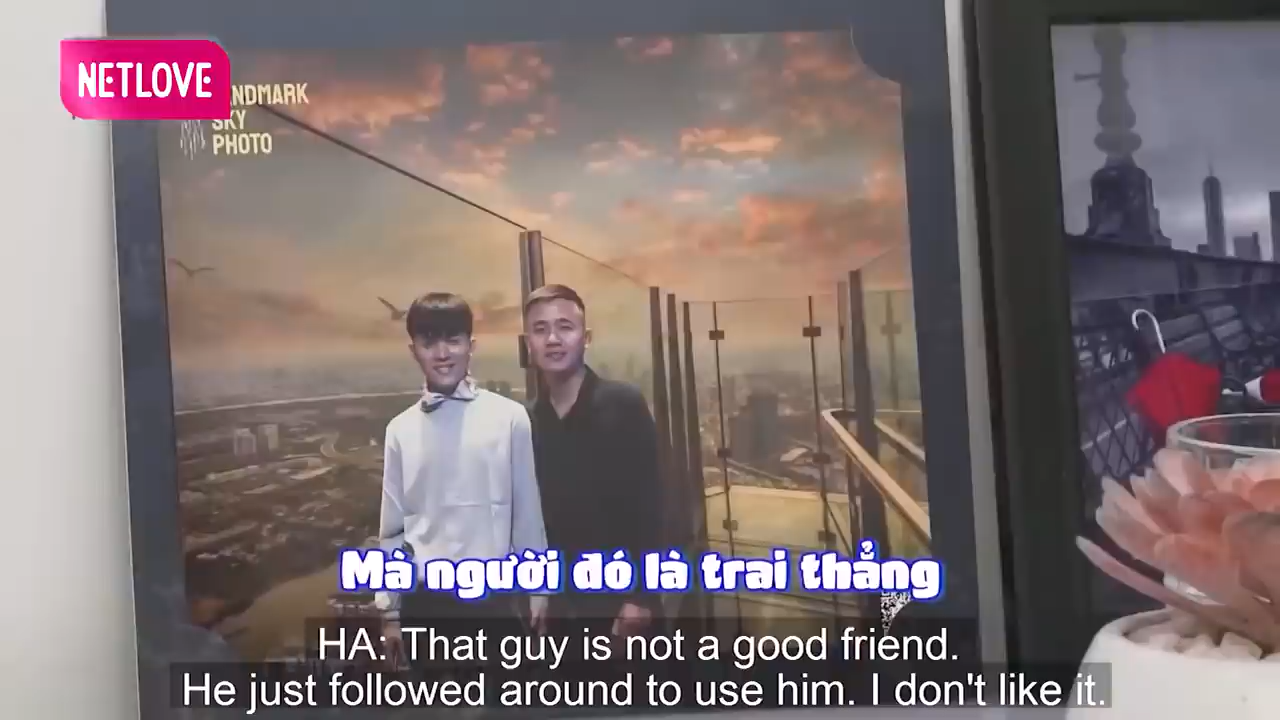 NETLOVE
NDMARK
SKY
PHOTO
Mà người đó là trai thẳng
HA: That guy is not a good friend.
He just followed around to use him. I don't like it.